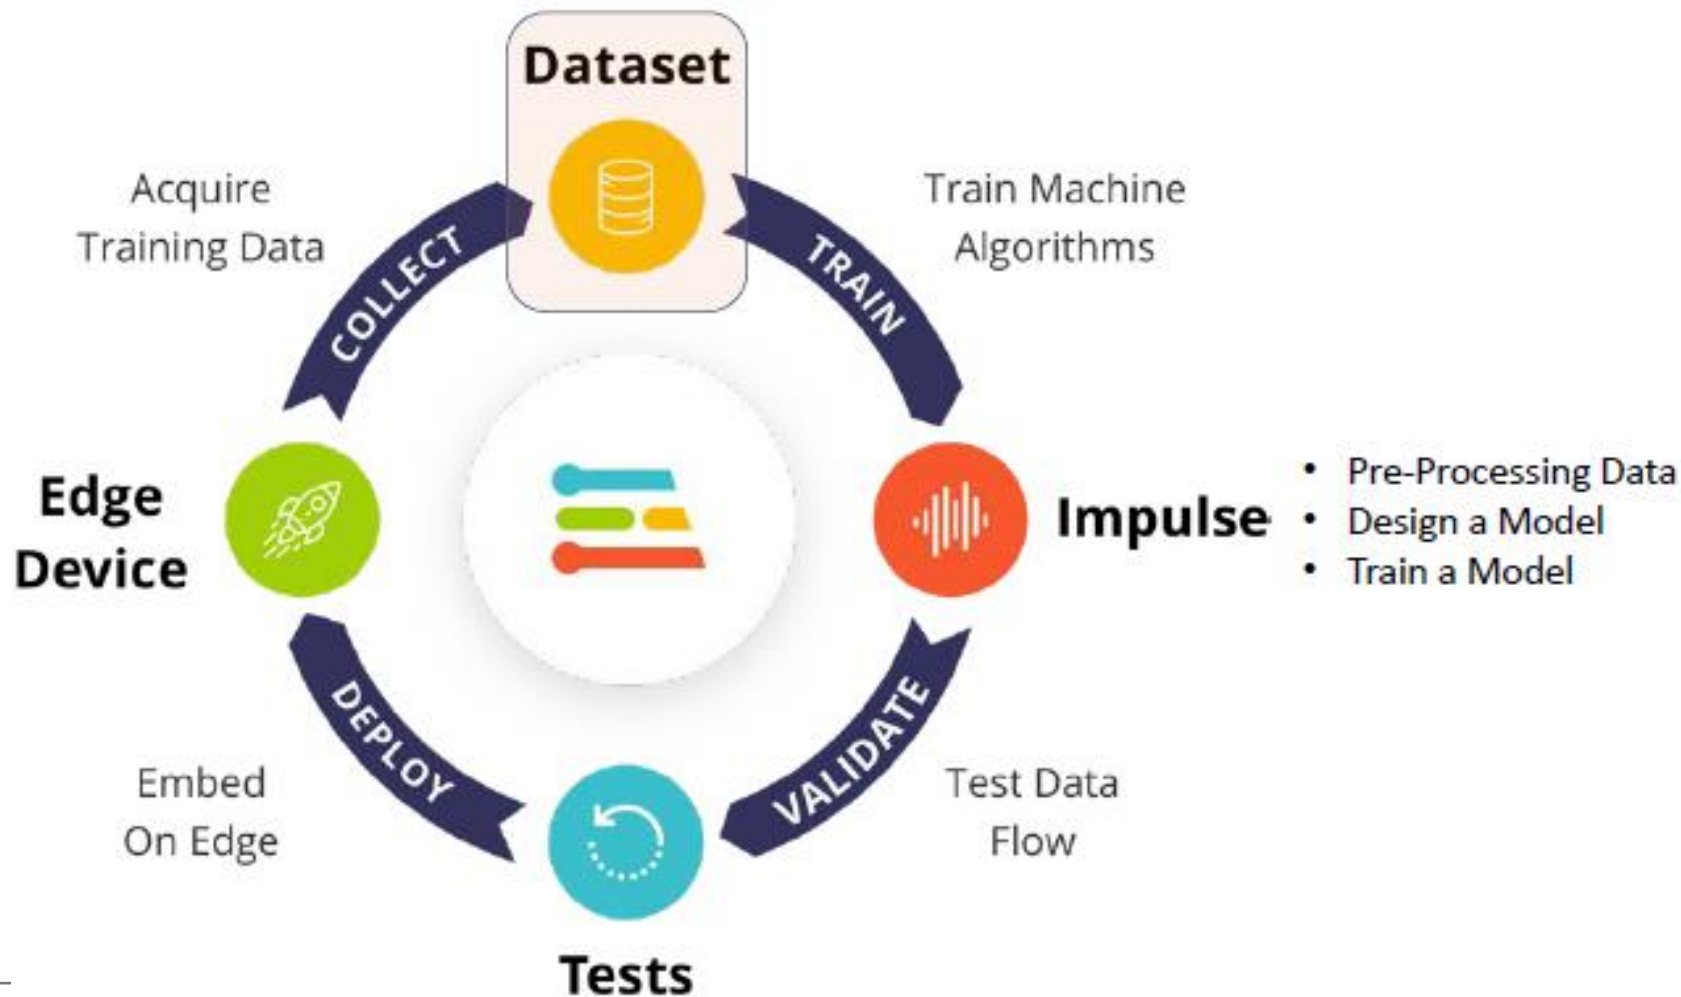 Dataset
Acquire
Training Data
COLLECT
TRAIN
Train Machine
Algorithms
Edge
Device
Impulse
• Pre-Processing Data
• Design a Model
• Train a Model
DEPLOY
VALIDATE
Embed
On Edge
Test Data
Flow
Tests